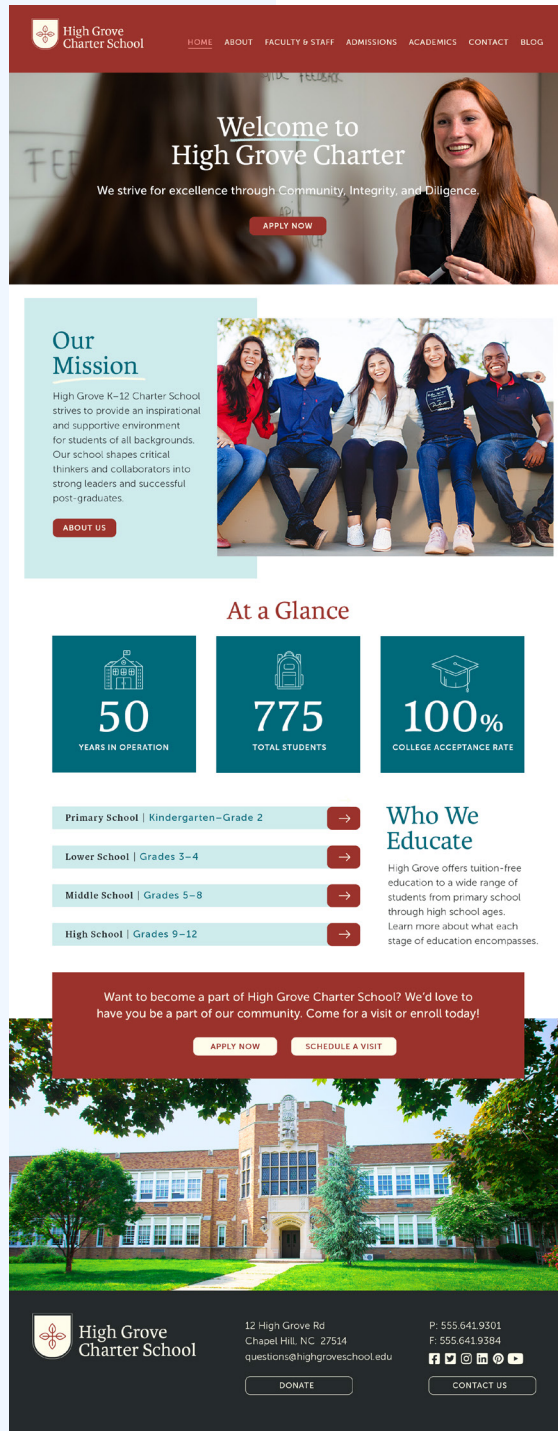 High Grove
Charter School
HOME ABOUT FACULTY & STAFF ADMISSIONS ACADEMICS CONTACT BLOG
Welcome to
High Grove Charter
We strive for excellence through Community, Integrity, and Diligence.
APPLY NOW
Our
Mission
High Grove K–12 Charter School
strives to provide an inspirational
and supportive environment
for students of all backgrounds.
Our school shapes critical
thinkers and collaborators into
strong leaders and successful
post-graduates.
ABOUT US
At a Glance
50
YEARS IN OPERATION
775
TOTAL STUDENTS
100%
COLLEGE ACCEPTANCE RATE
Primary School | Kindergarten–Grade 2
Lower School | Grades 3–4
Middle School | Grades 5–8
High School | Grades 9–12
Who We
Educate
High Grove offers tuition-free
education to a wide range of
students from primary school
through high school ages.
Learn more about what each
stage of education encompasses.
Want to become a part of High Grove Charter School? We'd love to
have you be a part of our community. Come for a visit or enroll today!
APPLY NOW
SCHEDULE A VISIT
High Grove
Charter School
12 High Grove Rd
Chapel Hill, NC 27514
questions@highgroveschool.edu
DONATE
P: 555.641.9301
F: 555.641.9384
CONTACT US